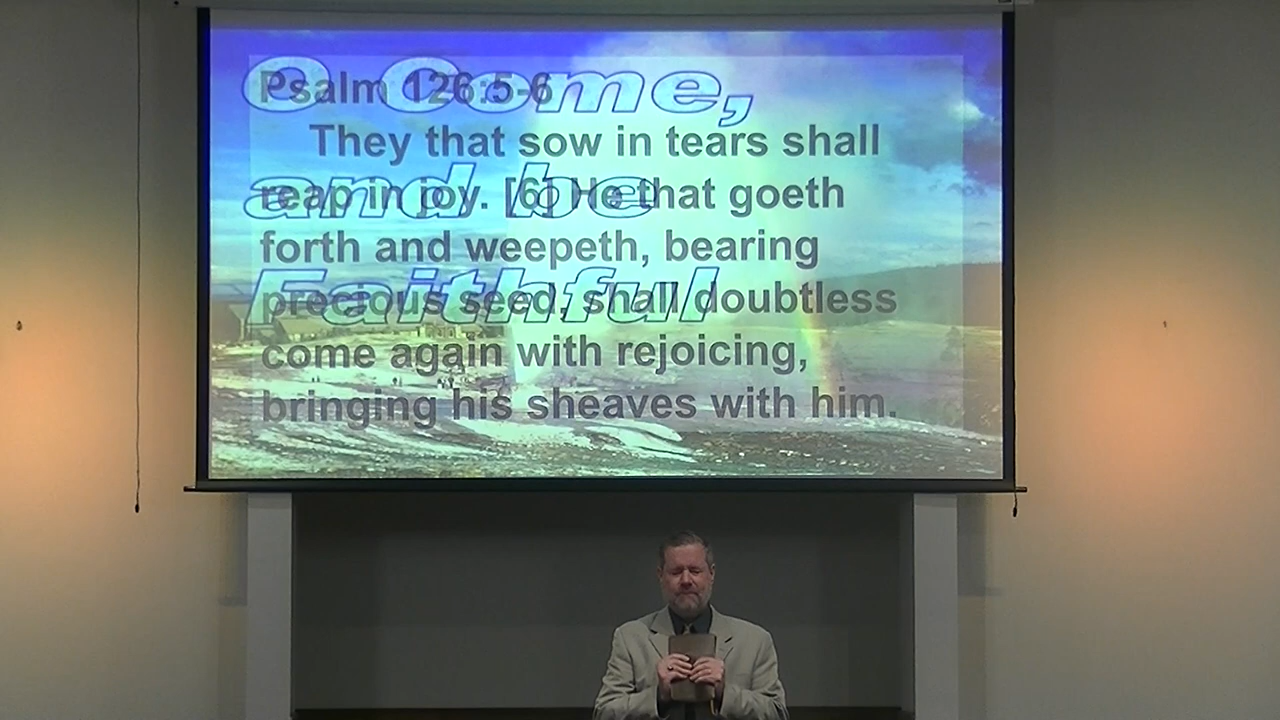 O Come,
and be
Faithful
Psalm 126:5-6
They that sow in tears shall
reap in joy. [6] He that goeth
forth and weepeth, bearing
precious seed, shall doubtless
come again with rejoicing,
bringing his sheaves with him.